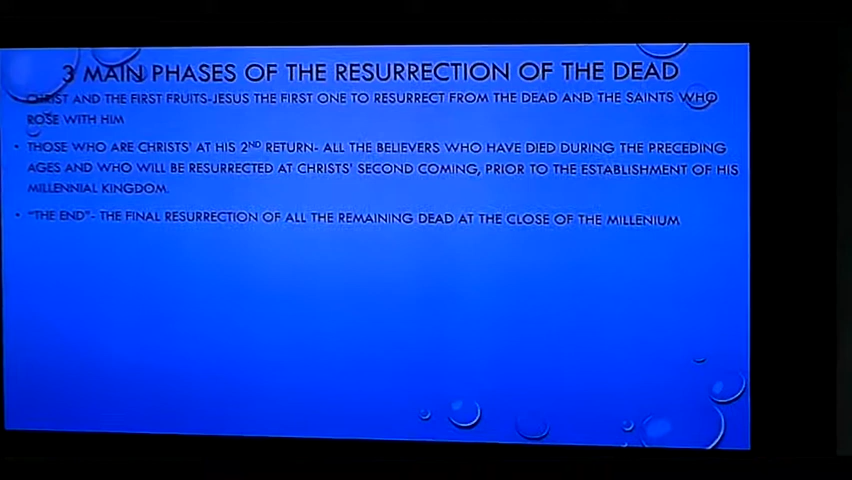 3 MAIN PHASES OF THE RESURRECTION OF THE DEAD
CHRIST AND THE FIRST FRUITS-JESUS THE FIRST ONE TO RESURRECT FROM THE DEAD AND THE SAINTS WHO
ROSE WITH HIM
• THOSE WHO ARE CHRISTS' AT HIS 2ND RETURN- ALL THE BELIEVERS WHO HAVE DIED DURING THE PRECEDING
AGES AND WHO WILL BE RESURRECTED AT CHRISTS' SECOND COMING, PRIOR TO THE ESTABLISHMENT OF HIS
MILLENNIAL KINGDOM.
• "THE END"- THE FINAL RESURRECTION OF ALL THE REMAINING DEAD AT THE CLOSE OF THE MILLENIUM